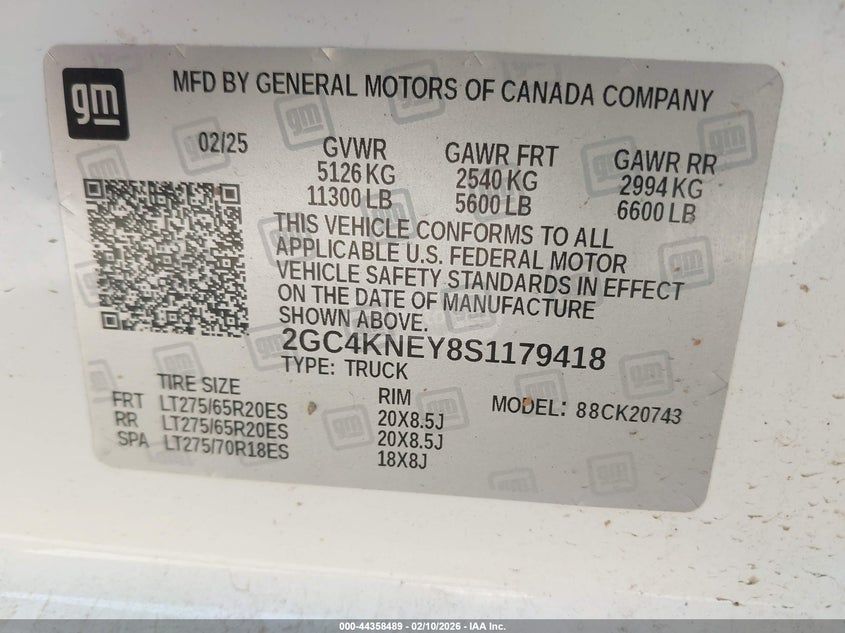 gm
MFD BY GENERAL MOTORS OF CANADA COMPANY
02/25
GVWR
5126 KG
11300 LB
GAWR FRT
2540 KG
5600 LB
GAWR RR
2994 KG
6600 LB
THIS VEHICLE CONFORMS TO ALL
APPLICABLE U.S. FEDERAL MOTOR
VEHICLE SAFETY STANDARDS IN EFFECT
ON THE DATE OF MANUFACTURE
SHOWN ABOVE.
2GC4KNEY8S1179418
TYPE: TRUCK
MODEL: 88CK20743
TIRE SIZE RIM
FRT LT275/65R20ES 20X8.5J
RR LT275/65R20ES 20X8.5J
SPA LT275/70R18ES 18X8J
000-44358489 - 02/10/2026 - IAA Inc.